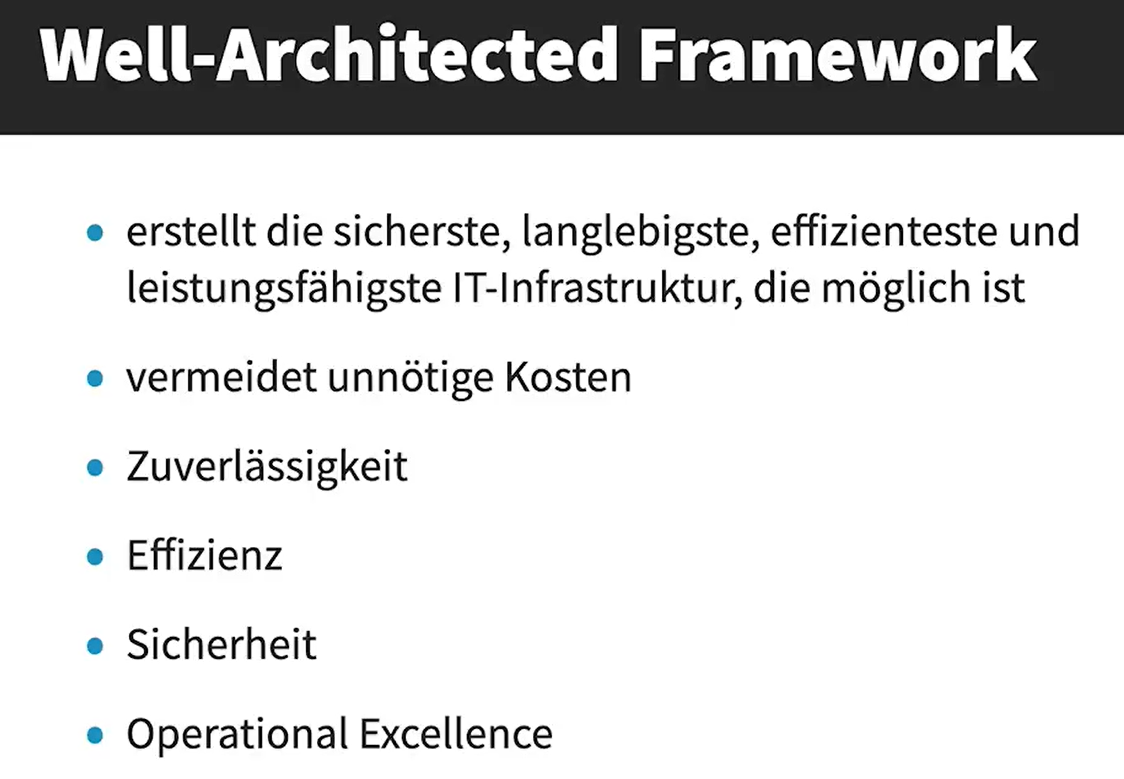 Well-Architected Framework
• erstellt die sicherste, langlebigste, effizienteste und
leistungsfähigste IT-Infrastruktur, die möglich ist
• vermeidet unnötige Kosten
• Zuverlässigkeit
• Effizienz
• Sicherheit
• Operational Excellence